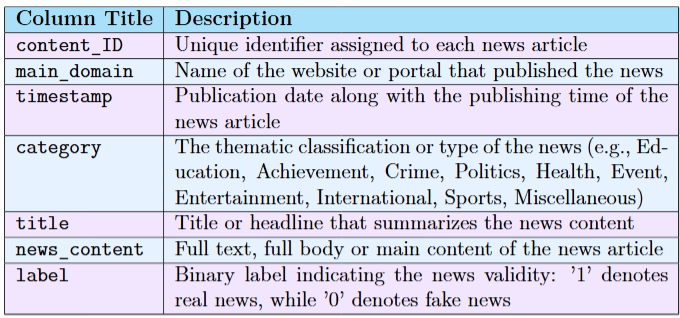 Column Title Description
content_ID Unique identifier assigned to each news article
main_domain Name of the website or portal that published the news
timestamp Publication date along with the publishing time of the
news article
category The thematic classification or type of the news (e.g., Ed-
ucation, Achievement, Crime, Politics, Health, Event,
Entertainment, International, Sports, Miscellaneous)
title Title or headline that summarizes the news content
news_content Full text, full body or main content of the news article
label Binary label indicating the news validity: ’1’ denotes
real news, while ’0’ denotes fake news